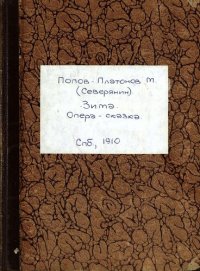 Попов-Платонов М.
(Северянин)
Зима
Опера-сказка
Спб, 1910